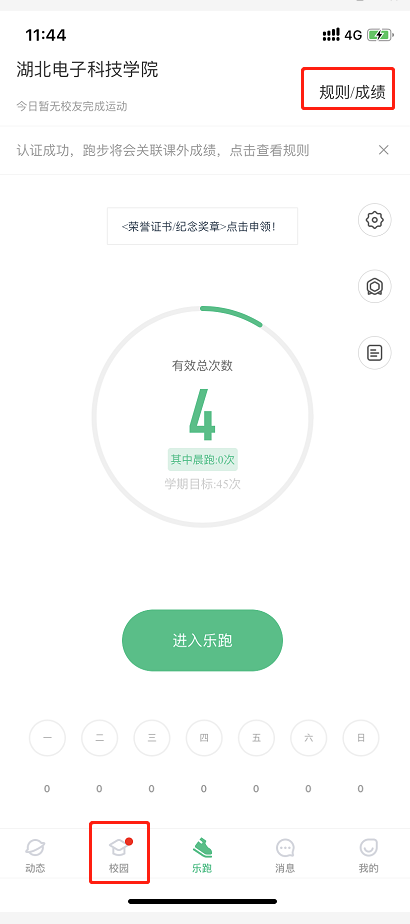 11:44
4G
湖北电子科技学院
规则/成绩
今日暂无校友完成运动
认证成功，跑步将会关联课外成绩，点击查看规则
<荣誉证书/纪念奖章>点击申领！
有效总次数
4
其中晨跑:0次
学期目标:45次
进入乐跑
一 二 三 四 五 六 日
0 0 0 0 0 0 0
动态 校园 乐跑 消息 我的